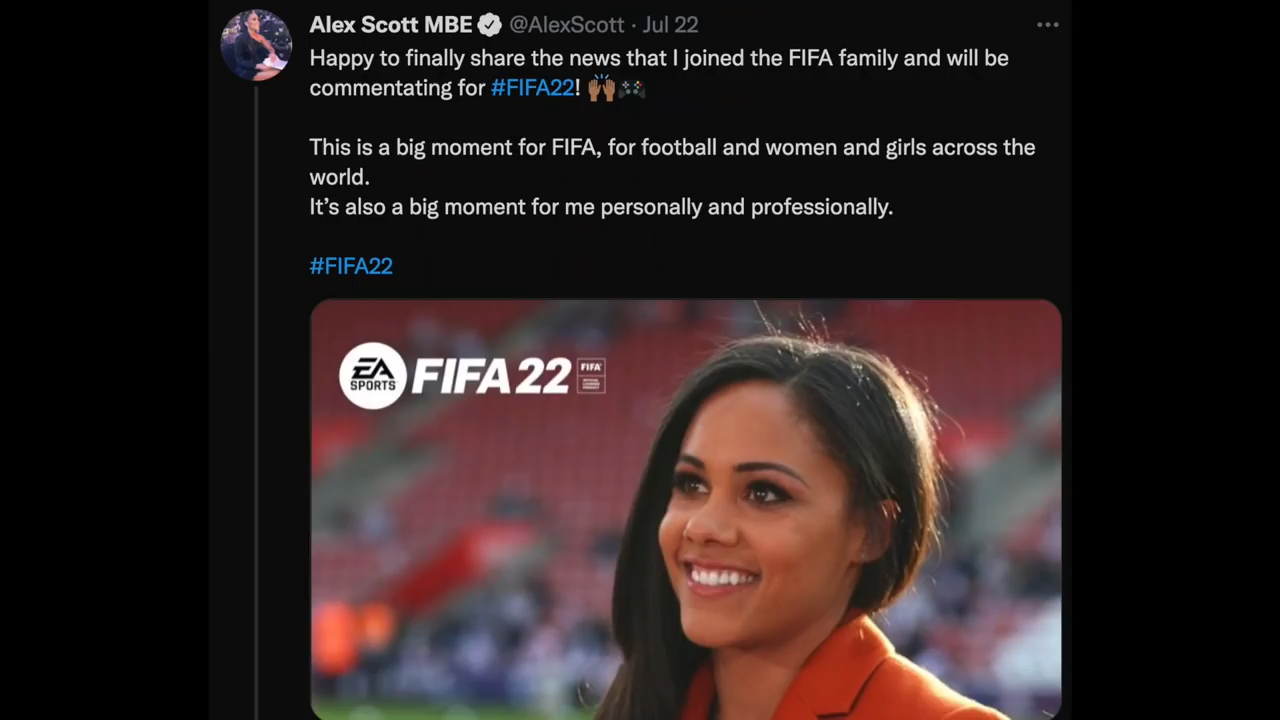 Alex Scott MBE @AlexScott · Jul 22
Happy to finally share the news that I joined the FIFA family and will be
commentating for #FIFA22! 🙌🏽🎮
This is a big moment for FIFA, for football and women and girls across the
world.
It’s also a big moment for me personally and professionally.
#FIFA22
EA
SPORTS
FIFA 22
FIFA